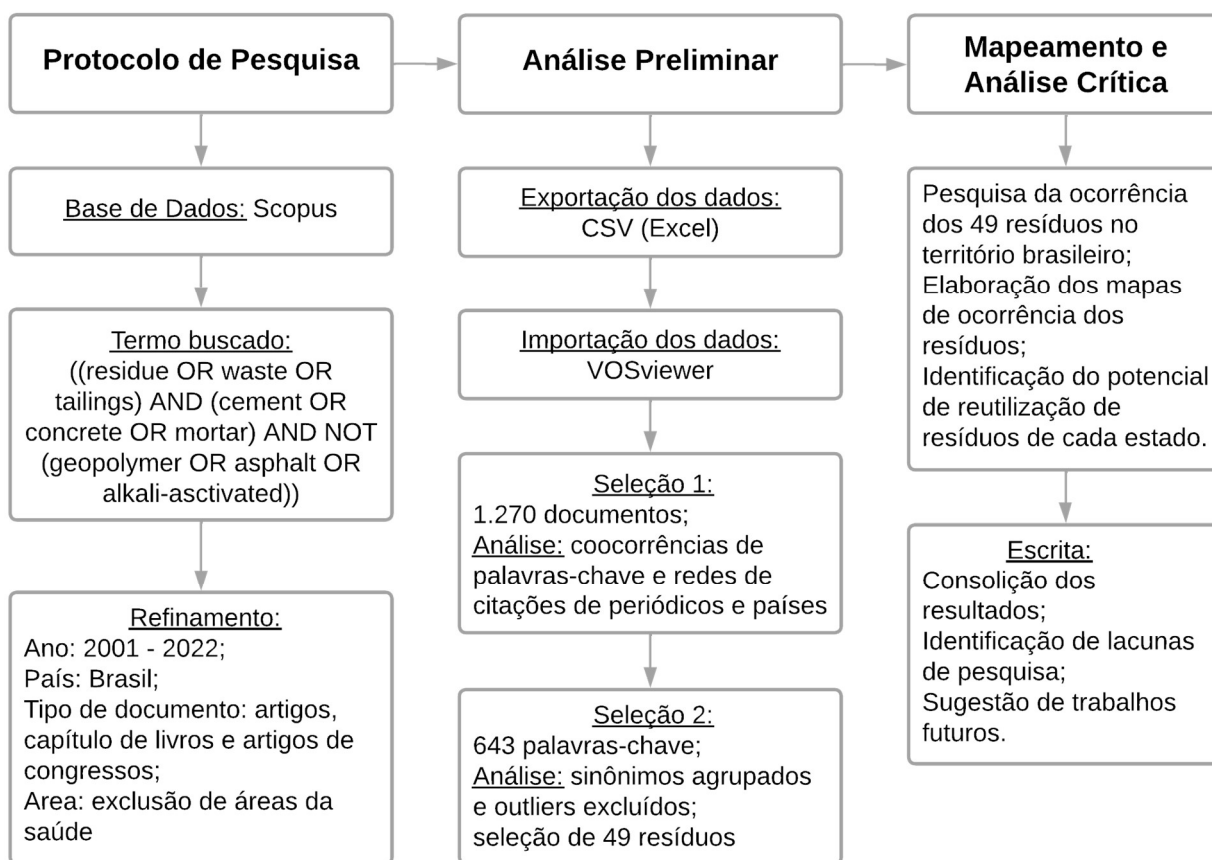 Protocolo de Pesquisa
Base de Dados: Scopus
Termo buscado:
((residue OR waste OR
tailings) AND (cement OR
concrete OR mortar) AND NOT
(geopolymer OR asphalt OR
alkali-asctivated))
Refinamento:
Ano: 2001 - 2022;
País: Brasil;
Tipo de documento: artigos,
capítulo de livros e artigos de
congressos;
Area: exclusão de áreas da
saúde
Análise Preliminar
Exportação dos dados:
CSV (Excel)
Importação dos dados:
VOSviewer
Seleção 1:
1.270 documentos;
Análise: coocorrências de
palavras-chave e redes de
citações de periódicos e países
Seleção 2:
643 palavras-chave;
Análise: sinônimos agrupados
e outliers excluídos;
seleção de 49 resíduos
Mapeamento e
Análise Crítica
Pesquisa da ocorrência
dos 49 resíduos no
território brasileiro;
Elaboração dos mapas
de ocorrência dos
resíduos;
Identificação do potencial
de reutilização de
resíduos de cada estado.
Escrita:
Consolição dos
resultados;
Identificação de lacunas
de pesquisa;
Sugestão de trabalhos
futuros.